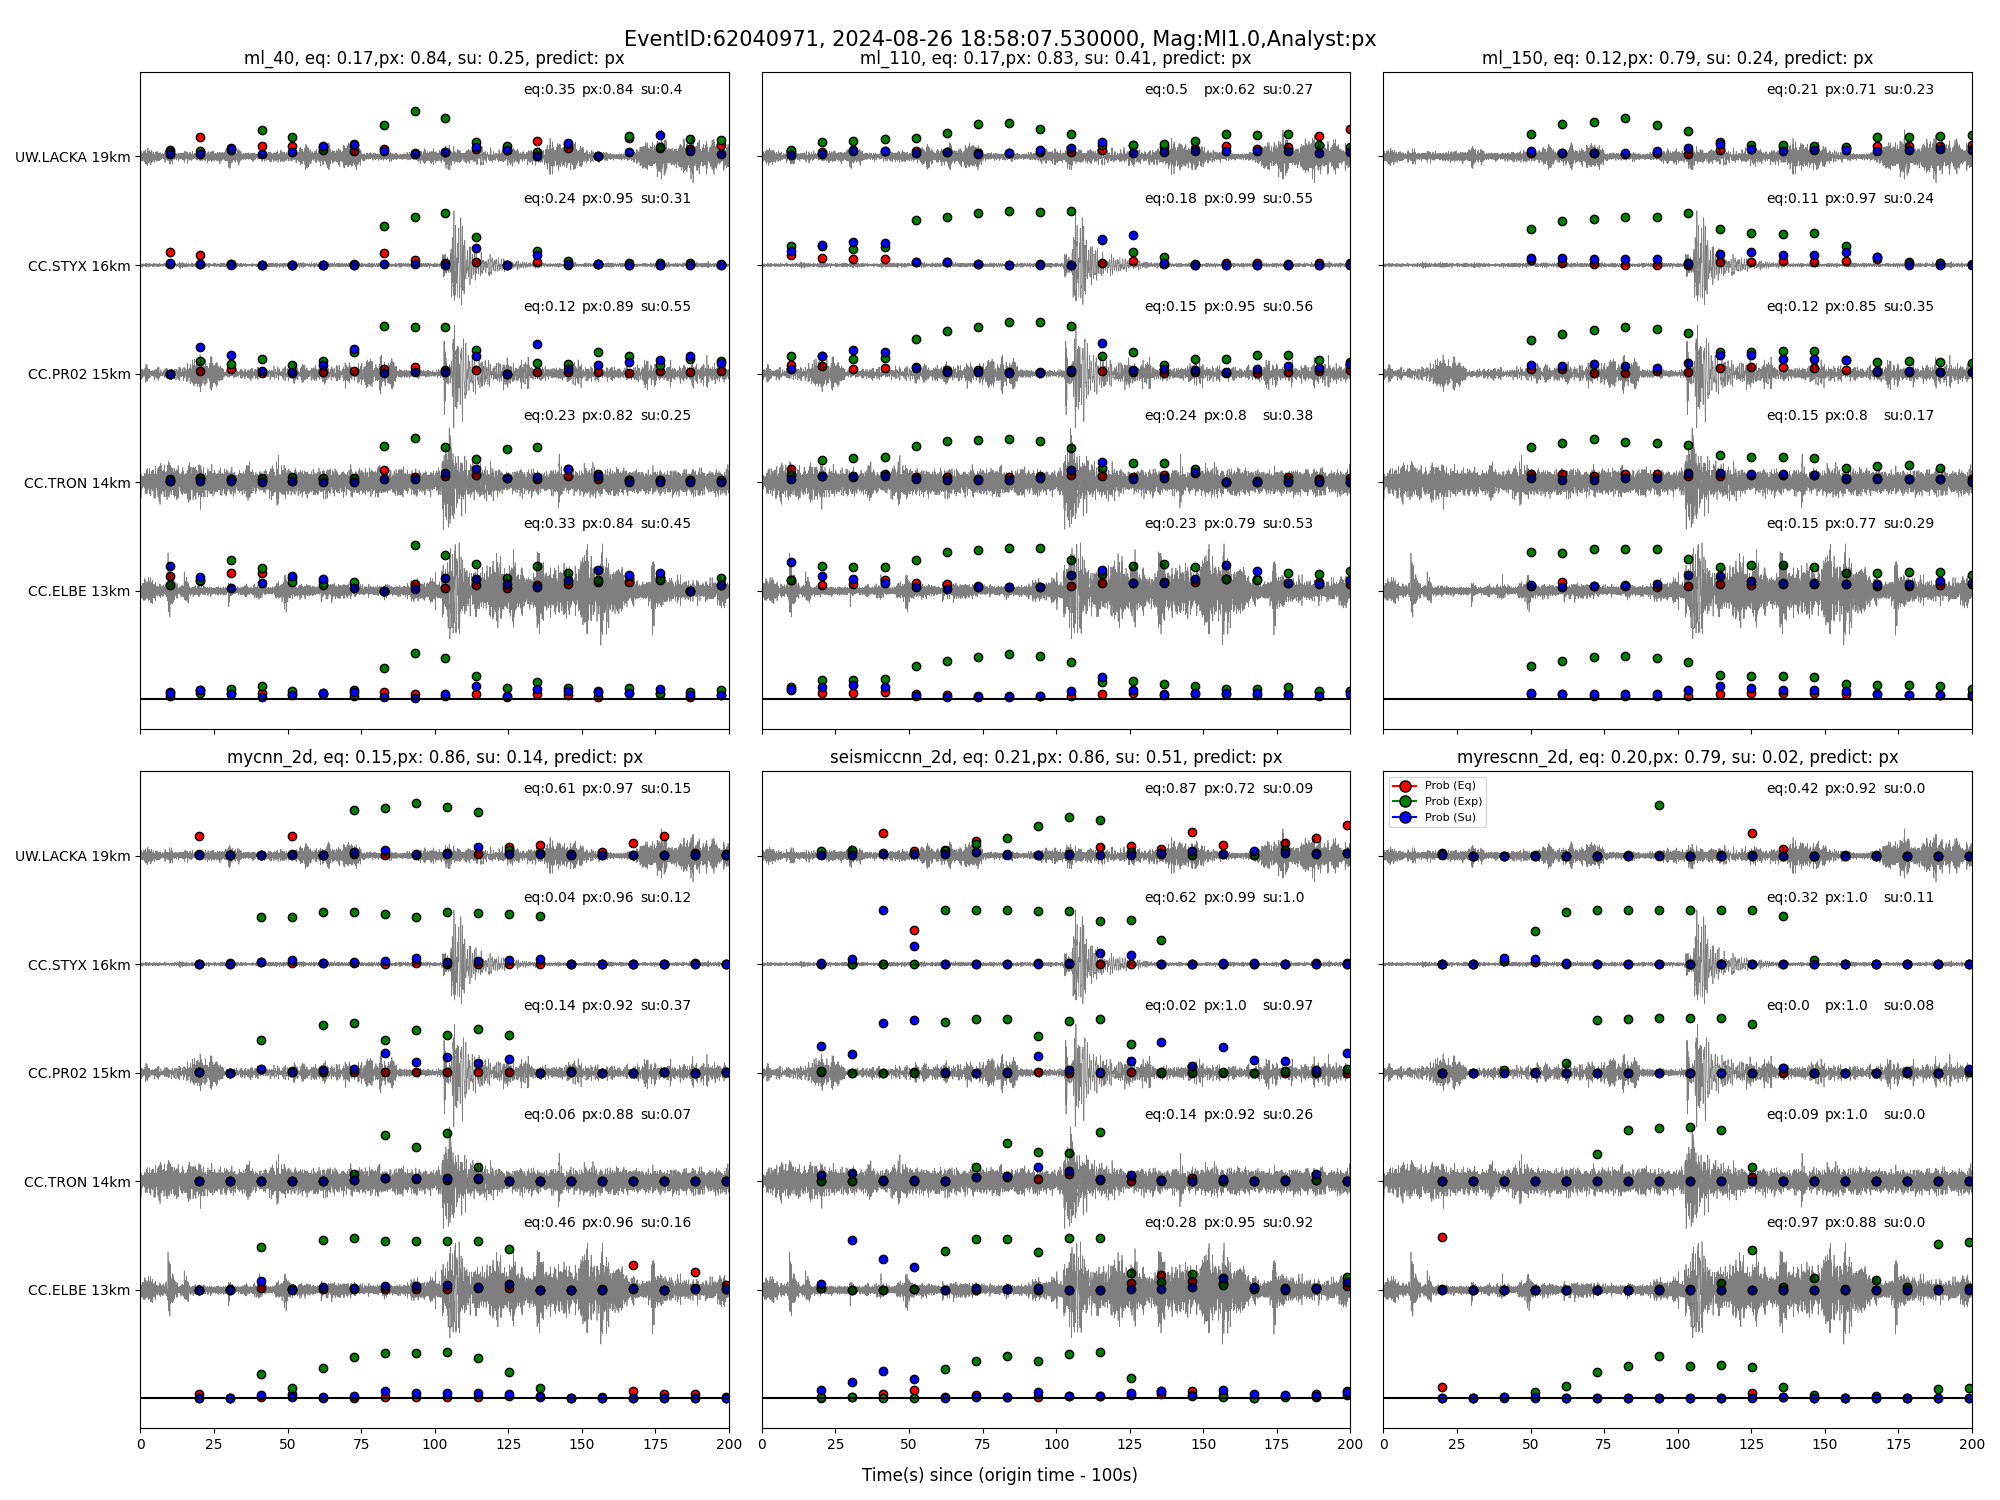 EventID:62040971, 2024-08-26 18:58:07.530000, Mag:Ml1.0,Analyst:px
ml_40, eq: 0.17,px: 0.84, su: 0.25, predict: px
eq:0.35 px:0.84 su:0.4
UW.LACKA 19km
eq:0.24 px:0.95 su:0.31
CC.STYX 16km
eq:0.12 px:0.89 su:0.55
CC.PR02 15km
eq:0.23 px:0.82 su:0.25
CC.TRON 14km
eq:0.33 px:0.84 su:0.45
CC.ELBE 13km
ml_110, eq: 0.17,px: 0.83, su: 0.41, predict: px
eq:0.5 px:0.62 su:0.27
eq:0.18 px:0.99 su:0.55
eq:0.15 px:0.95 su:0.56
eq:0.24 px:0.8 su:0.38
eq:0.23 px:0.79 su:0.53
ml_150, eq: 0.12,px: 0.79, su: 0.24, predict: px
eq:0.21 px:0.71 su:0.23
eq:0.11 px:0.97 su:0.24
eq:0.12 px:0.85 su:0.35
eq:0.15 px:0.8 su:0.17
eq:0.15 px:0.77 su:0.29
mycnn_2d, eq: 0.15,px: 0.86, su: 0.14, predict: px
eq:0.61 px:0.97 su:0.15
UW.LACKA 19km
eq:0.04 px:0.96 su:0.12
CC.STYX 16km
eq:0.14 px:0.92 su:0.37
CC.PR02 15km
eq:0.06 px:0.88 su:0.07
CC.TRON 14km
eq:0.46 px:0.96 su:0.16
CC.ELBE 13km
0 25 50 75 100 125 150 175 200
seismiccnn_2d, eq: 0.21,px: 0.86, su: 0.51, predict: px
eq:0.87 px:0.72 su:0.09
eq:0.62 px:0.99 su:1.0
eq:0.02 px:1.0 su:0.97
eq:0.14 px:0.92 su:0.26
eq:0.28 px:0.95 su:0.92
0 25 50 75 100 125 150 175 200
myrescnn_2d, eq: 0.20,px: 0.79, su: 0.02, predict: px
Prob (Eq)
Prob (Exp)
Prob (Su)
eq:0.42 px:0.92 su:0.0
eq:0.32 px:1.0 su:0.11
eq:0.0 px:1.0 su:0.08
eq:0.09 px:1.0 su:0.0
eq:0.97 px:0.88 su:0.0
0 25 50 75 100 125 150 175 200
Time(s) since (origin time - 100s)